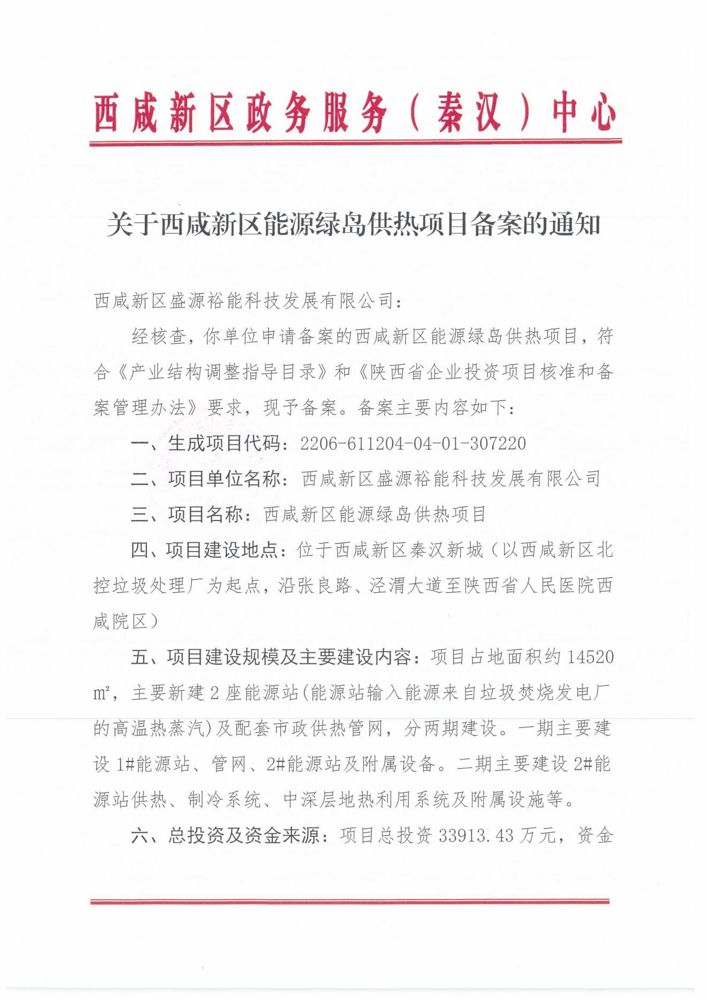 西咸新区政务服务（秦汉）中心
关于西咸新区能源绿岛供热项目备案的通知
西咸新区盛源裕能科技发展有限公司：
经核查，你单位申请备案的西咸新区能源绿岛供热项目，符
合《产业结构调整指导目录》和《陕西省企业投资项目核准和备
案管理办法》要求，现予备案。备案主要内容如下：
一、生成项目代码：2206-611204-04-01-307220
二、项目单位名称：西咸新区盛源裕能科技发展有限公司
三、项目名称：西咸新区能源绿岛供热项目
四、项目建设地点：位于西咸新区秦汉新城（以西咸新区北
控垃圾处理厂为起点，沿张良路、泾渭大道至陕西省人民医院西
咸院区）
五、项目建设规模及主要建设内容：项目占地面积约14520
㎡，主要新建2座能源站(能源站输入能源来自垃圾焚烧发电厂
的高温热蒸汽)及配套市政供热管网，分两期建设。一期主要建
设1#能源站、管网、2#能源站及附属设备。二期主要建设2#能
源站供热、制冷系统、中深层地热利用系统及附属设施等。
六、总投资及资金来源：项目总投资33913.43万元，资金